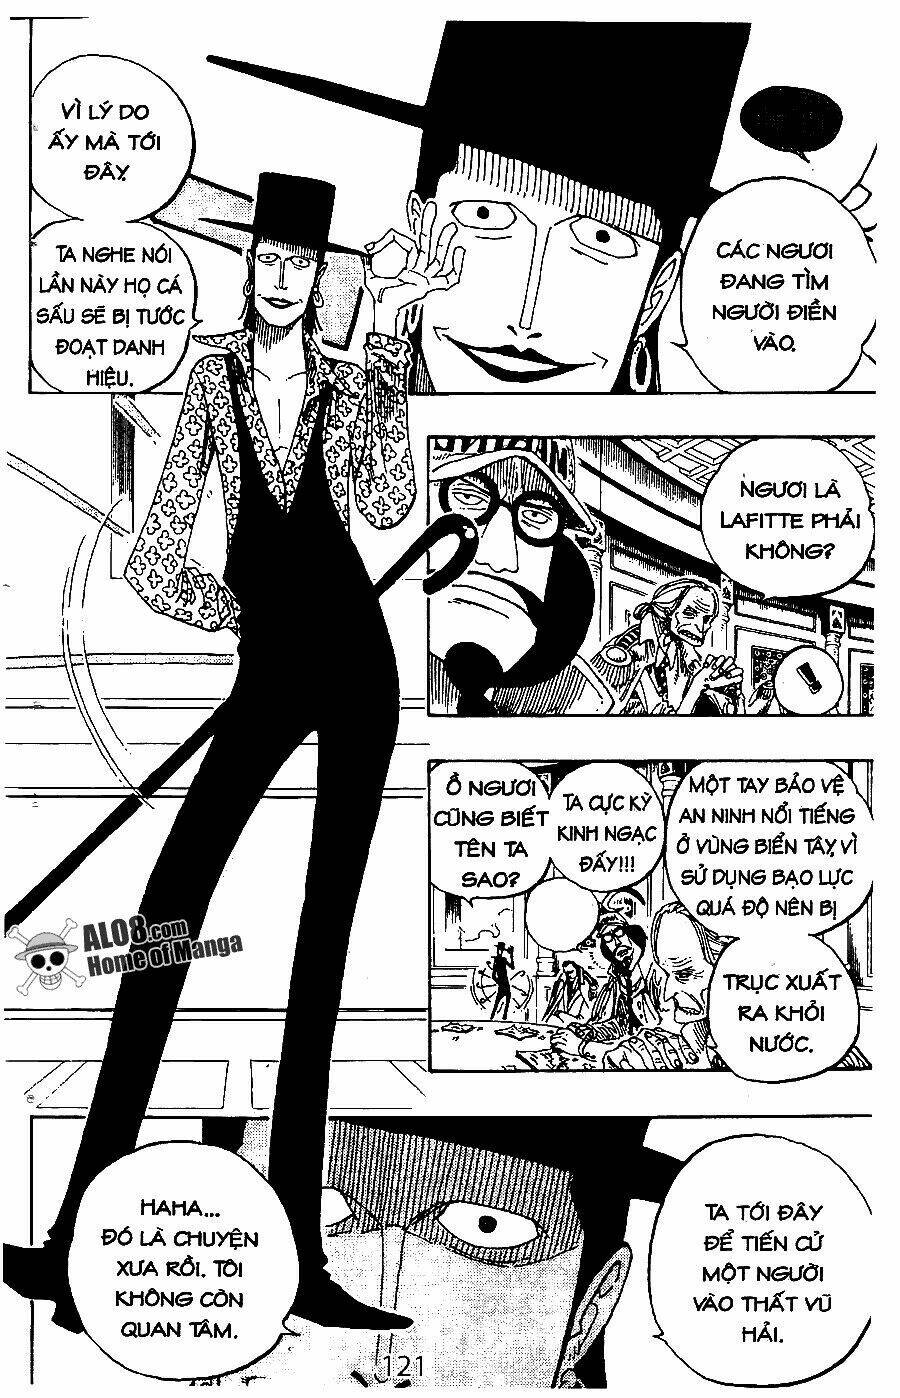 VÌ LÝ DO
ẤY MÀ TỚI
ĐÂY.
TA NGHE NÓI
LẦN NÀY HỌ CÁ
SẤU SẼ BỊ TƯỚC
ĐOẠT DANH
HIỆU.
CÁC NGƯƠI
ĐANG TÌM
NGƯỜI ĐIỀN
VÀO.
NGƯƠI LÀ
LAFITTE PHẢI
KHÔNG?
Ồ NGƯƠI
CŨNG BIẾT
TÊN TA
SAO?
TA CỰC KỲ
KINH NGẠC
ĐẤY!!!
MỘT TAY BẢO VỆ
AN NINH NỔI TIẾNG
Ở VÙNG BIỂN TÂY, VÌ
SỬ DỤNG BẠO LỰC
QUÁ ĐỘ NÊN BỊ
TRỤC XUẤT
RA KHỎI
NƯỚC.
AL08.com
Home of Manga
HAHA...
ĐÓ LÀ CHUYỆN
XƯA RỒI. TÔI
KHÔNG CÒN
QUAN TÂM.
TA TỚI ĐÂY
ĐỂ TIẾN CỬ
MỘT NGƯỜI
VÀO THẤT VŨ
HẢI.
121